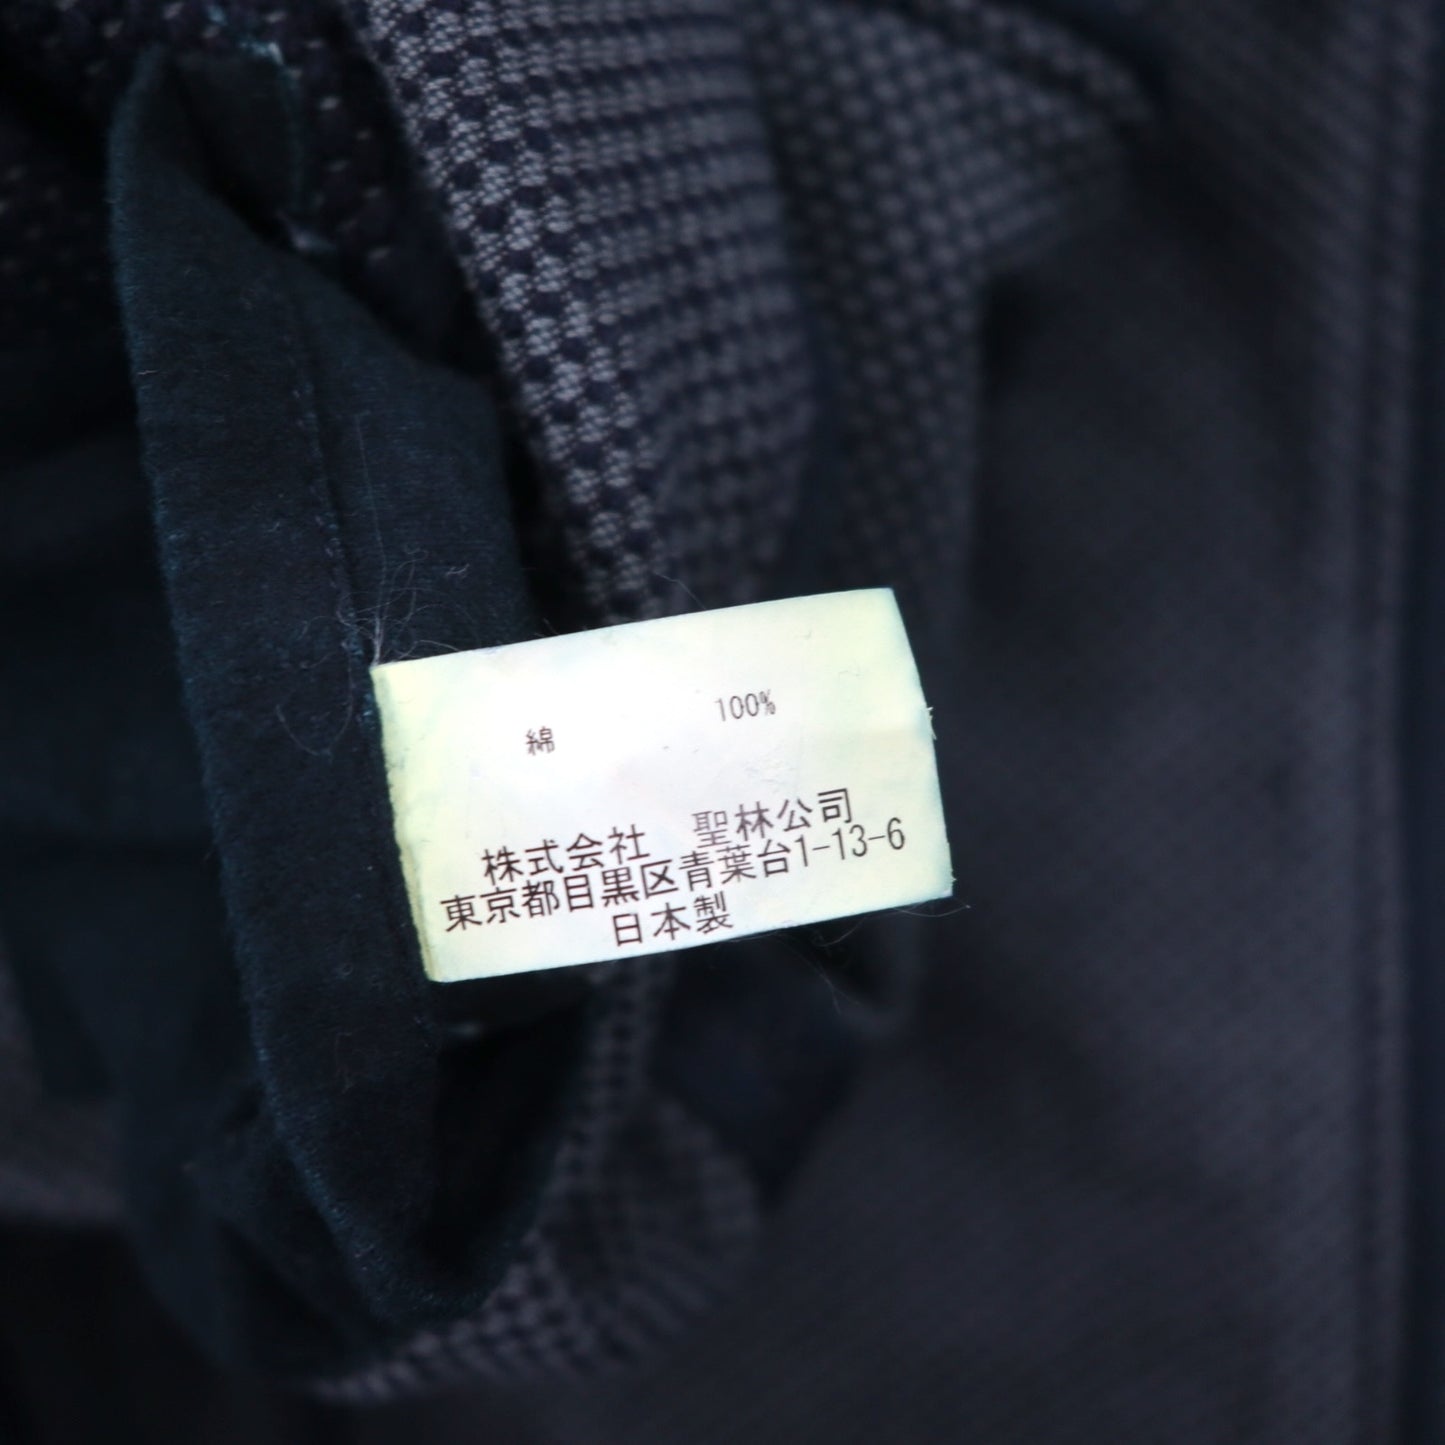 綿 100%
株式会社 聖林公司
東京都目黒区青葉台1-13-6
日本製